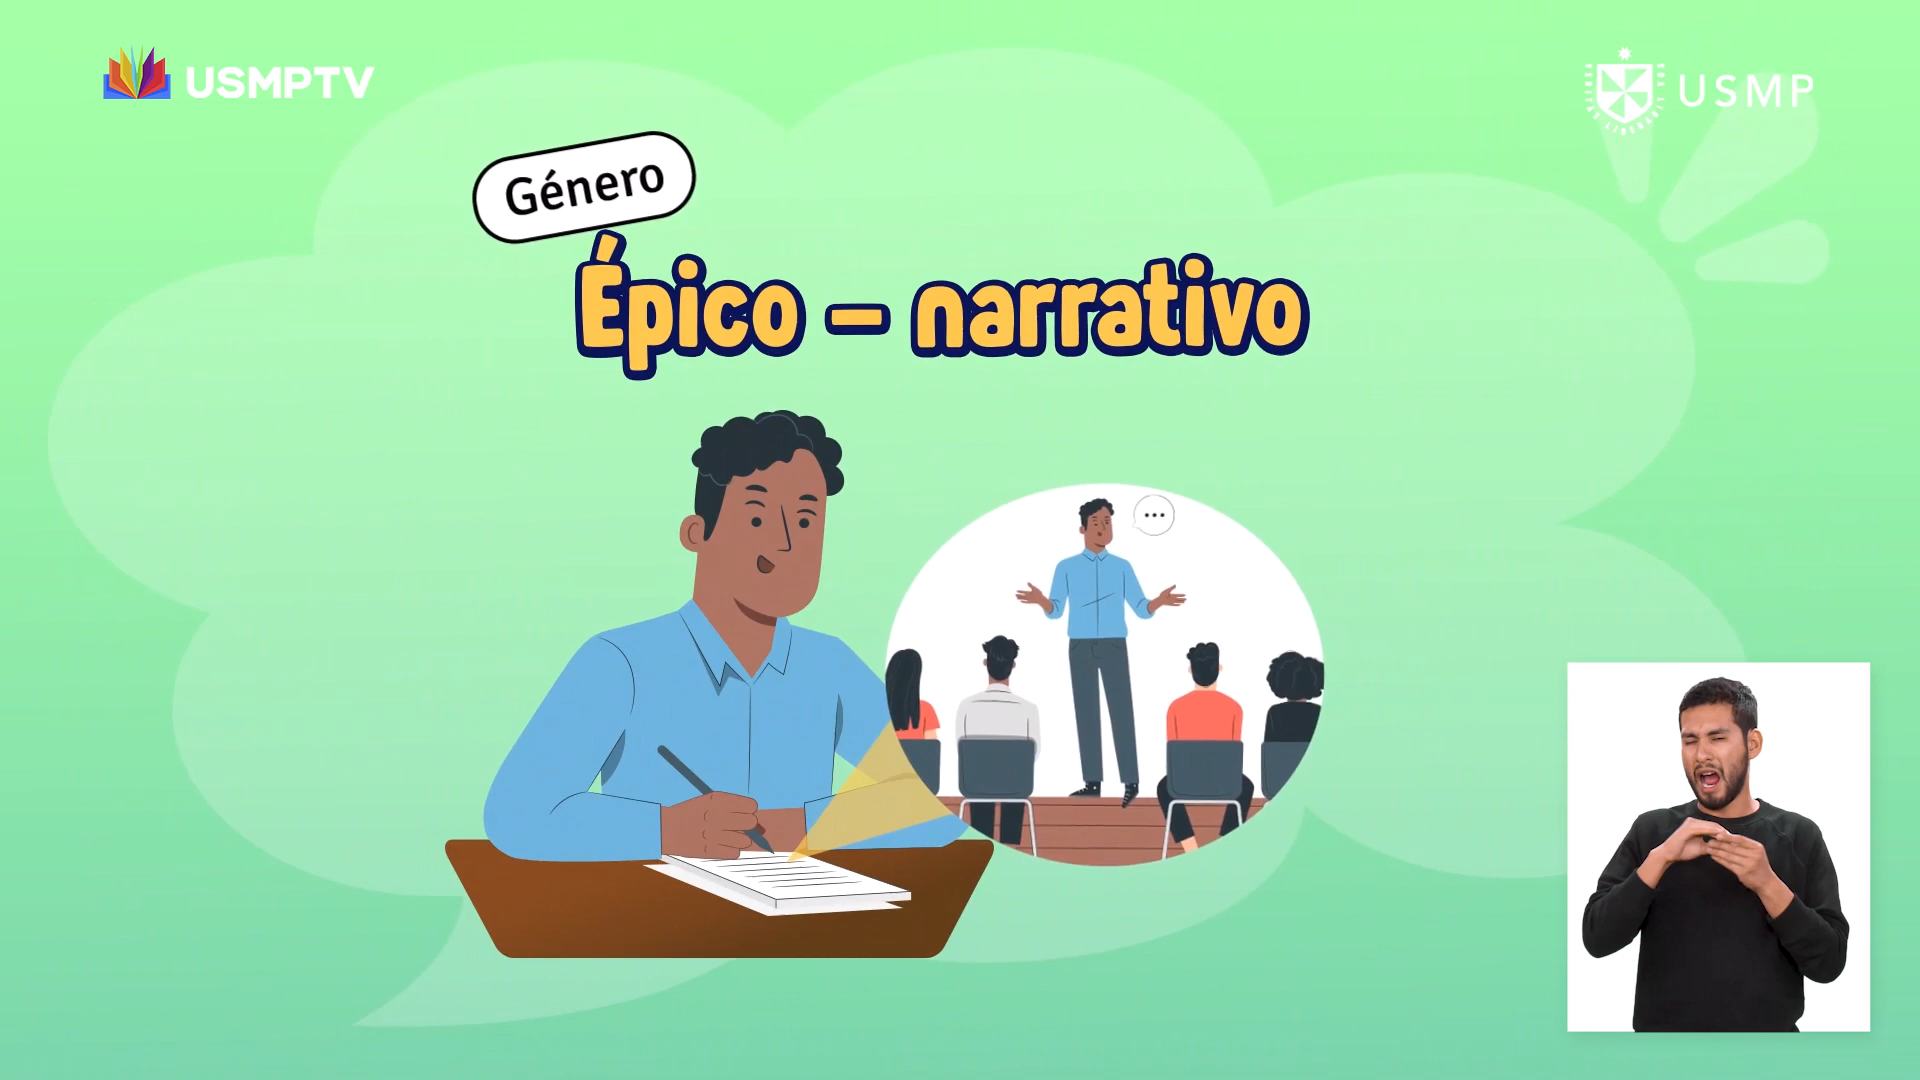 USMPTV
USMP
Género
Épico – narrativo